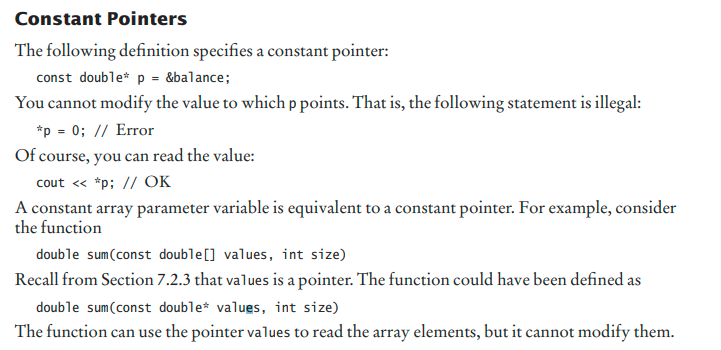 Constant Pointers
The following definition specifies a constant pointer:
const double* p = &balance;
You cannot modify the value to which p points. That is, the following statement is illegal:
*p = 0; // Error
Of course, you can read the value:
cout << *p; // OK
A constant array parameter variable is equivalent to a constant pointer. For example, consider
the function
double sum(const double[] values, int size)
Recall from Section 7.2.3 that values is a pointer. The function could have been defined as
double sum(const double* values, int size)
The function can use the pointer values to read the array elements, but it cannot modify them.